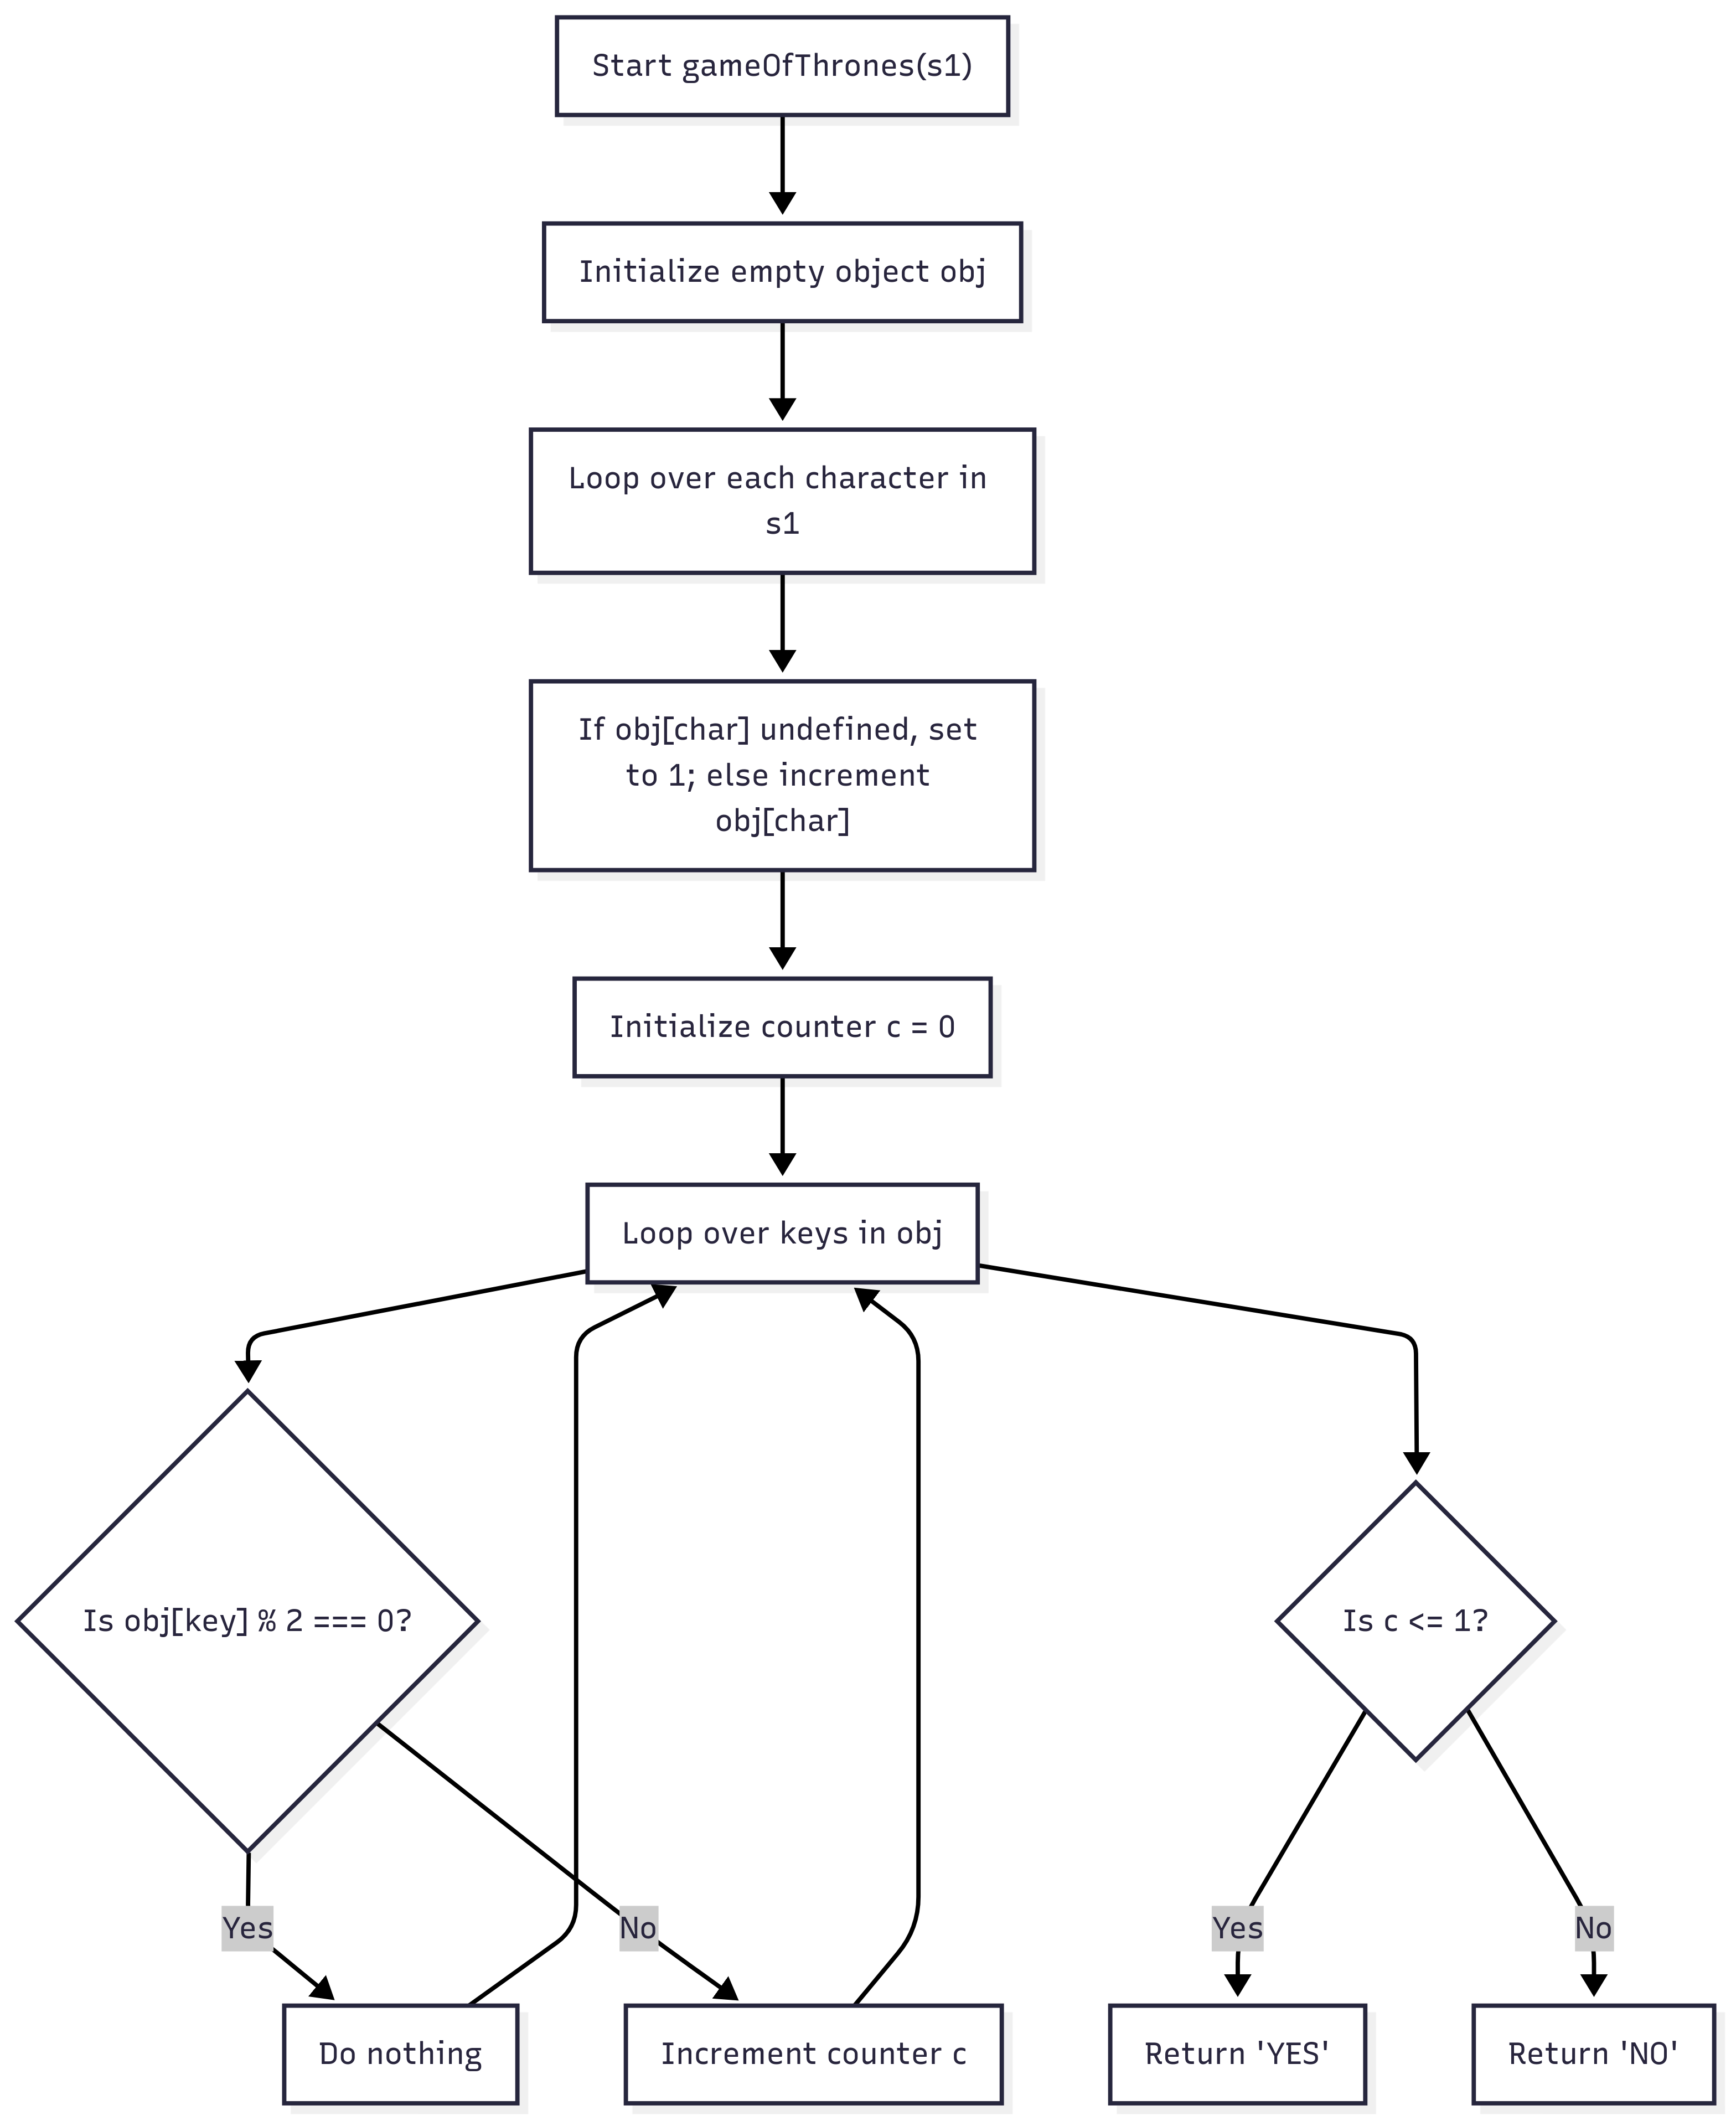 Start gameOfThrones(s1)
Initialize empty object obj
Loop over each character in
s1
If obj[char] undefined, set
to 1; else increment
obj[char]
Initialize counter c = 0
Loop over keys in obj
Is obj[key] % 2 === 0?
Is c <= 1?
Yes
No
Yes
No
Do nothing
Increment counter c
Return 'YES'
Return 'NO'